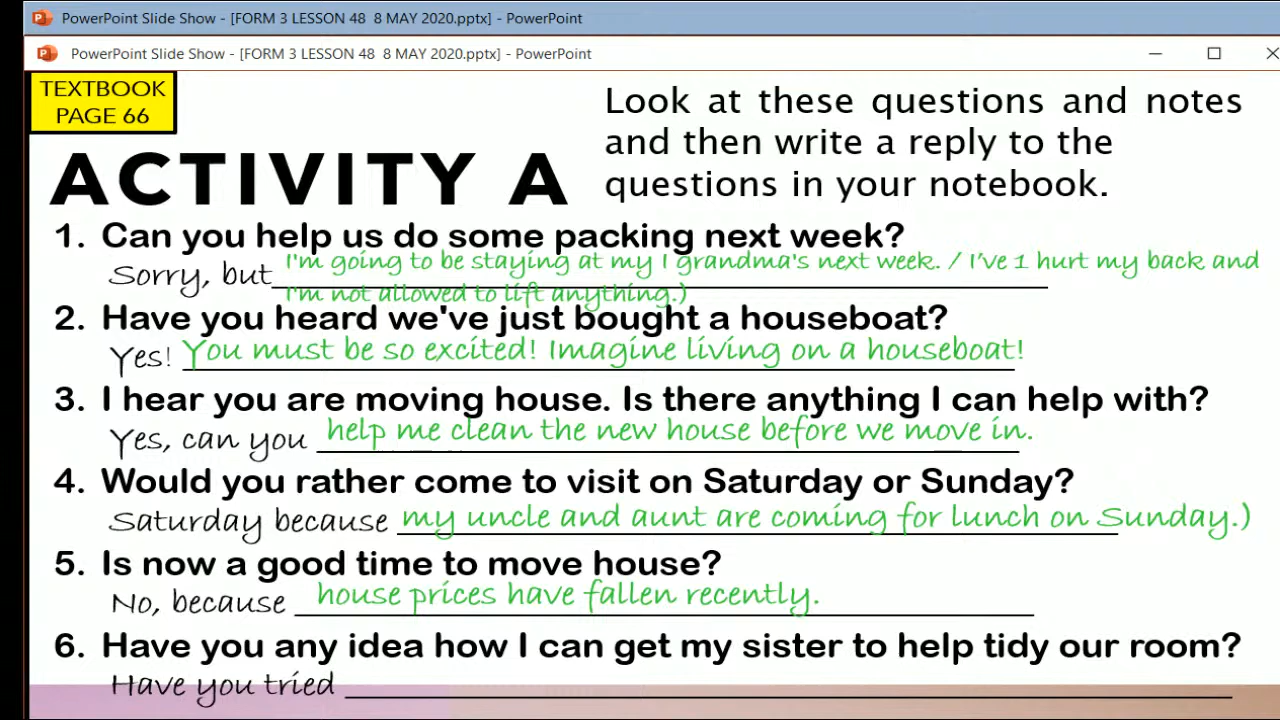 PowerPoint Slide Show - [FORM 3 LESSON 48 8 MAY 2020.pptx] - PowerPoint
PowerPoint Slide Show - [FORM 3 LESSON 48 8 MAY 2020.pptx] - PowerPoint
TEXTBOOK
PAGE 66
ACTIVITY A
Look at these questions and notes
and then write a reply to the
questions in your notebook.
1. Can you help us do some packing next week?
Sorry, but I'm going to be staying at my I grandma's next week. / I've 1 hurt my back and
I'm not allowed to lift anything.)
2. Have you heard we've just bought a houseboat?
Yes! You must be so excited! Imagine living on a houseboat!
3. I hear you are moving house. Is there anything I can help with?
Yes, can you help me clean the new house before we move in.
4. Would you rather come to visit on Saturday or Sunday?
Saturday because my uncle and aunt are coming for lunch on Sunday.)
5. Is now a good time to move house?
No, because house prices have fallen recently.
6. Have you any idea how I can get my sister to help tidy our room?
Have you tried